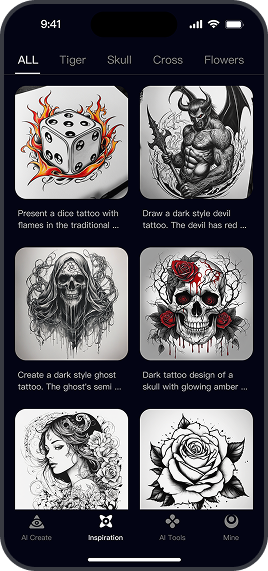 9:41
ALL Tiger Skull Cross Flowers
Present a dice tattoo with
flames in the traditional ...
Draw a dark style devil
tattoo. The devil has red ...
Create a dark style ghost
tattoo. The ghost's semi ...
Dark tattoo design of a
skull with glowing amber ...
AI Create Inspiration AI Tools Mine